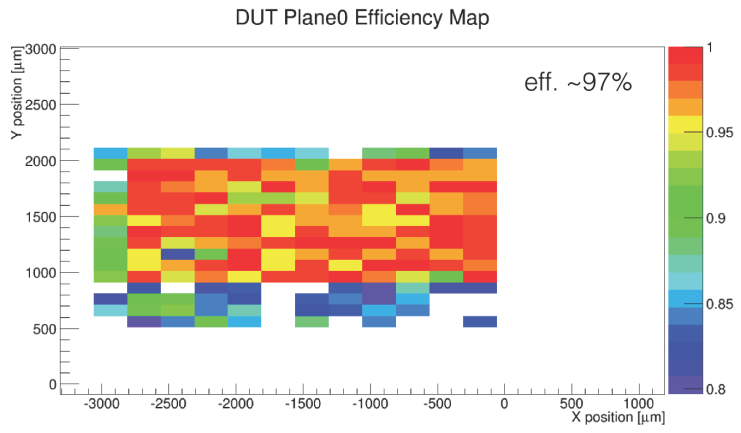 DUT Plane0 Efficiency Map
Y position [μm]
3000
2500
2000
1500
1000
500
0
eff. ~97%
1
0.95
0.9
0.85
0.8
-3000 -2500 -2000 -1500 -1000 -500 0 500 1000
X position [μm]